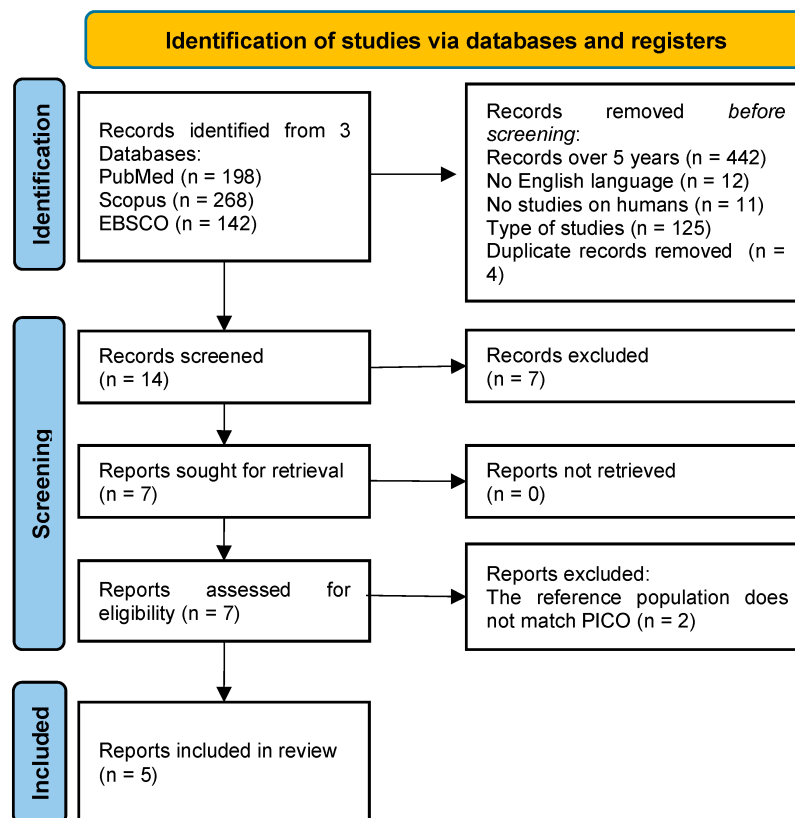 Identification of studies via databases and registers
Identification
Records identified from 3
Databases:
PubMed (n = 198)
Scopus (n = 268)
EBSCO (n = 142)
Records removed before
screening:
Records over 5 years (n = 442)
No English language (n = 12)
No studies on humans (n = 11)
Type of studies (n = 125)
Duplicate records removed (n =
4)
Screening
Records screened
(n = 14)
Records excluded
(n = 7)
Reports sought for retrieval
(n = 7)
Reports not retrieved
(n = 0)
Reports assessed for
eligibility (n = 7)
Reports excluded:
The reference population does
not match PICO (n = 2)
Included
Reports included in review
(n = 5)